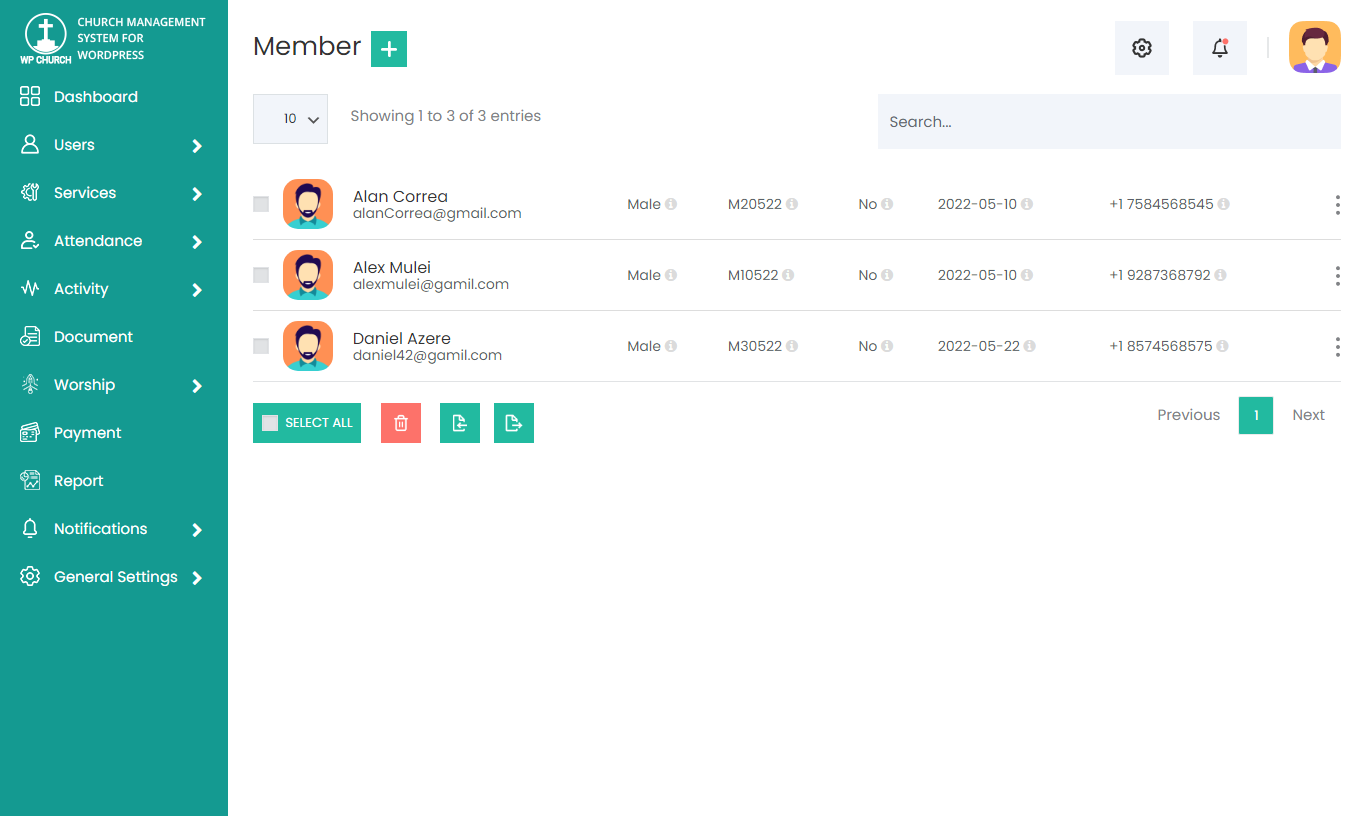 CHURCH MANAGEMENT
SYSTEM FOR
WORDPRESS
WP CHURCH
Dashboard
Users
Services
Attendance
Activity
Document
Worship
Payment
Report
Notifications
General Settings
Member
10 Showing 1 to 3 of 3 entries Search...
Alan Correa
alanCorrea@gmail.com
Male M20522 No 2022-05-10 +1 7584568545
Alex Mulei
alexmulei@gamil.com
Male M10522 No 2022-05-10 +1 9287368792
Daniel Azere
daniel42@gamil.com
Male M30522 No 2022-05-22 +1 8574568575
SELECT ALL
Previous 1 Next